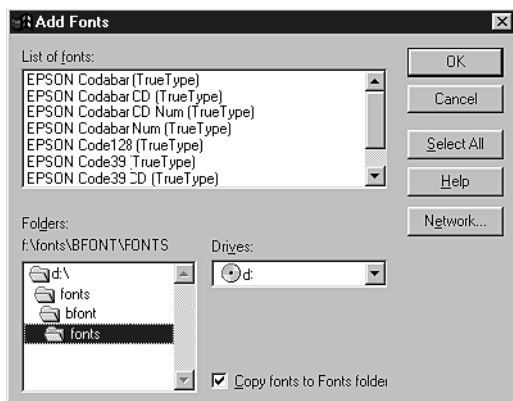 Add Fonts
List of fonts:
EPSON Codabar (TrueType)
EPSON Codabar CD (TrueType)
EPSON Codabar CD Num (TrueType)
EPSON Codabar Num (TrueType)
EPSON Code128 (TrueType)
EPSON Code39 (TrueType)
EPSON Code39 CD (TrueType)
OK
Cancel
Select All
Help
Network...
Folders:
f:\fonts\BFONT\FONTS
d:\
fonts
bfont
fonts
Drives:
d:
Copy fonts to Fonts folder